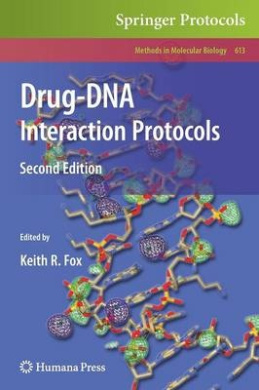 Springer Protocols
Methods in Molecular Biology 613
Drug-DNA
Interaction Protocols
Second Edition
Edited by
Keith R. Fox
Humana Press